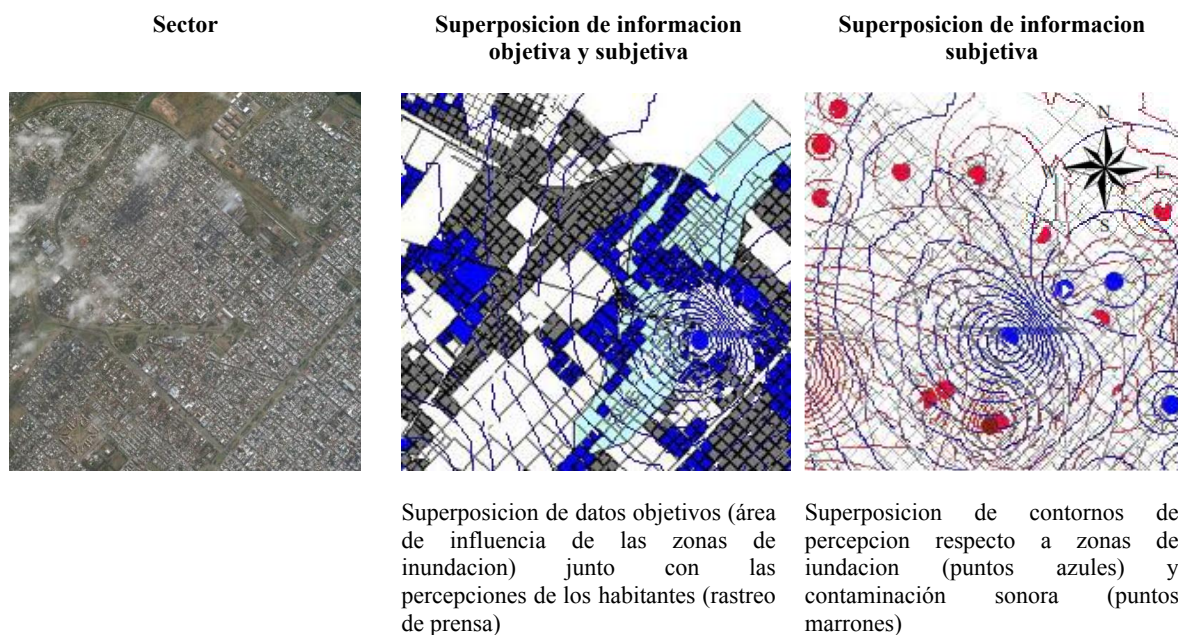 Sector
Superposicion de informacion
objetiva y subjetiva
Superposicion de informacion
subjetiva
N
W
E
S
Superposicion de datos objetivos (área
de influencia de las zonas de
inundacion) junto con las
percepciones de los habitantes (rastreo
de prensa)
Superposicion de contornos de
percepcion respecto a zonas de
iundacion (puntos azules) y
contaminación sonora (puntos
marrones)